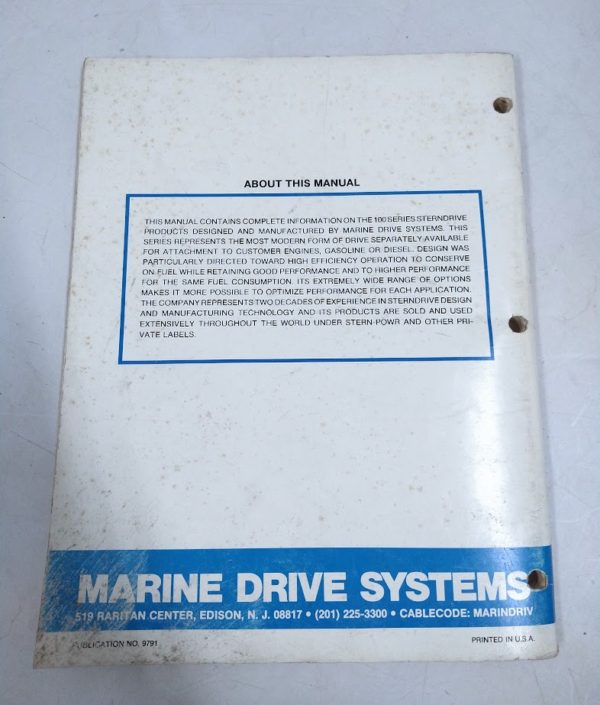 ABOUT THIS MANUAL
THIS MANUAL CONTAINS COMPLETE INFORMATION ON THE 100 SERIES STERNDRIVE
PRODUCTS DESIGNED AND MANUFACTURED BY MARINE DRIVE SYSTEMS. THIS
SERIES REPRESENTS THE MOST MODERN FORM OF DRIVE SEPARATELY AVAILABLE
FOR ATTACHMENT TO CUSTOMER ENGINES, GASOLINE OR DIESEL. DESIGN WAS
PARTICULARLY DIRECTED TOWARD HIGH EFFICIENCY OPERATION TO CONSERVE
ON FUEL WHILE RETAINING GOOD PERFORMANCE AND TO HIGHER PERFORMANCE
FOR THE SAME FUEL CONSUMPTION. ITS EXTREMELY WIDE RANGE OF OPTIONS
MAKES IT MORE POSSIBLE TO OPTIMIZE PERFORMANCE FOR EACH APPLICATION.
THE COMPANY REPRESENTS TWO DECADES OF EXPERIENCE IN STERNDRIVE DESIGN
AND MANUFACTURING TECHNOLOGY AND ITS PRODUCTS ARE SOLD AND USED
EXTENSIVELY THROUGHOUT THE WORLD UNDER STERN-POWR AND OTHER PRI-
VATE LABELS.
MARINE DRIVE SYSTEMS
519 RARITAN CENTER, EDISON, N. J. 08817 • (201) 225-3300 • CABLECODE: MARINDRIV
PUBLICATION NO. 9791
PRINTED IN U.S.A.